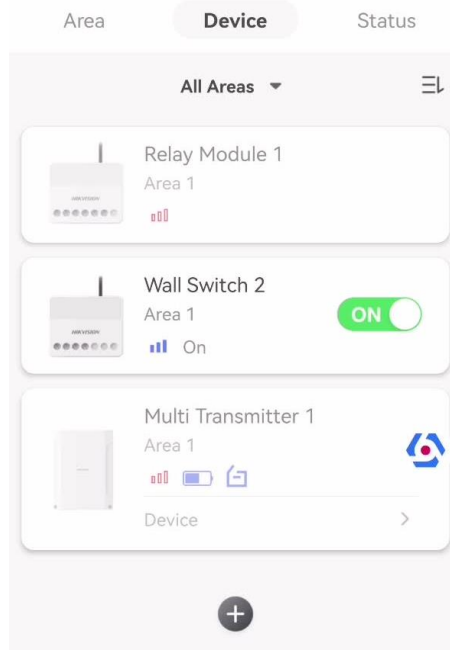 Area
Device
Status
All Areas
Relay Module 1
Area 1
Wall Switch 2
Area 1
ON
On
HIKVISION
Multi Transmitter 1
Area 1
Device